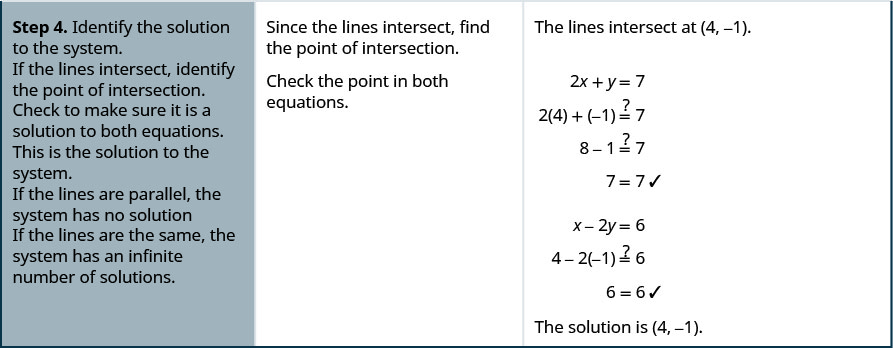 Step 4. Identify the solution
to the system.
If the lines intersect, identify
the point of intersection.
Check to make sure it is a
solution to both equations.
This is the solution to the
system.
If the lines are parallel, the
system has no solution
If the lines are the same, the
system has an infinite
number of solutions.
Since the lines intersect, find
the point of intersection.
Check the point in both
equations.
The lines intersect at (4, –1).
2x + y = 7
2(4) + (–1) ≟ 7
8 – 1 ≟ 7
7 = 7 ✓
x – 2y = 6
4 – 2(–1) ≟ 6
6 = 6 ✓
The solution is (4, –1).